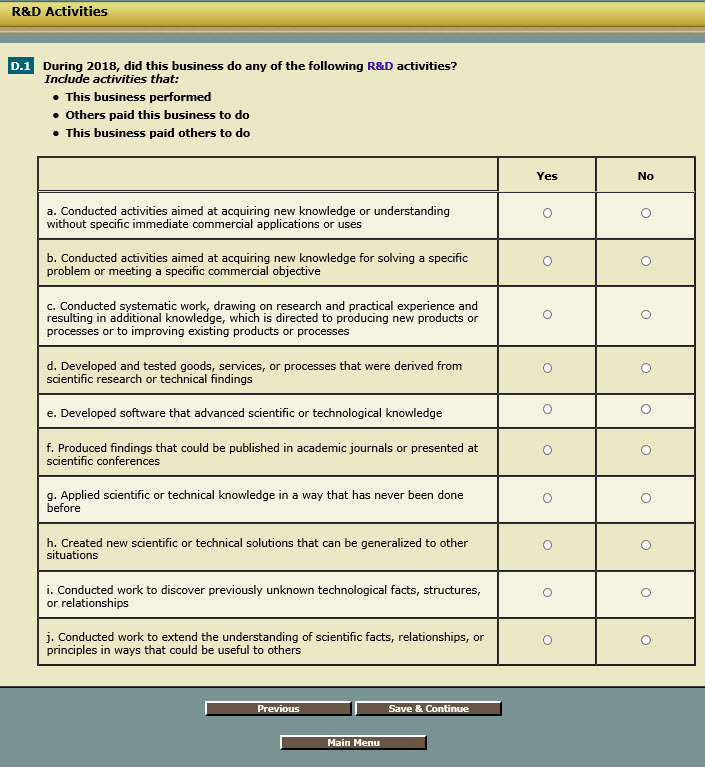 R&D Activities
D.1 During 2018, did this business do any of the following R&D activities?
Include activities that:
• This business performed
• Others paid this business to do
• This business paid others to do
Yes No
a. Conducted activities aimed at acquiring new knowledge or understanding
without specific immediate commercial applications or uses
b. Conducted activities aimed at acquiring new knowledge for solving a specific
problem or meeting a specific commercial objective
c. Conducted systematic work, drawing on research and practical experience and
resulting in additional knowledge, which is directed to producing new products or
processes or to improving existing products or processes
d. Developed and tested goods, services, or processes that were derived from
scientific research or technical findings
e. Developed software that advanced scientific or technological knowledge
f. Produced findings that could be published in academic journals or presented at
scientific conferences
g. Applied scientific or technical knowledge in a way that has never been done
before
h. Created new scientific or technical solutions that can be generalized to other
situations
i. Conducted work to discover previously unknown technological facts, structures,
or relationships
j. Conducted work to extend the understanding of scientific facts, relationships, or
principles in ways that could be useful to others
Previous Save & Continue
Main Menu